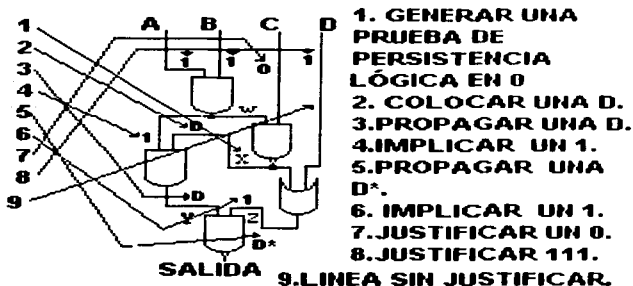 A B C D
1
2
3
4
5
6
7
8
9
1 1 1
0
W
1 D
X
D
Y 1 Z
D*
SALIDA
1. GENERAR UNA
PRUEBA DE
PERSISTENCIA
LÓGICA EN 0
2. COLOCAR UNA D.
3.PROPAGAR UNA D.
4.IMPLICAR UN 1.
5.PROPAGAR UNA
D*.
6. IMPLICAR UN 1.
7.JUSTIFICAR UN 0.
8.JUSTIFICAR 111.
9.LINEA SIN JUSTIFICAR.